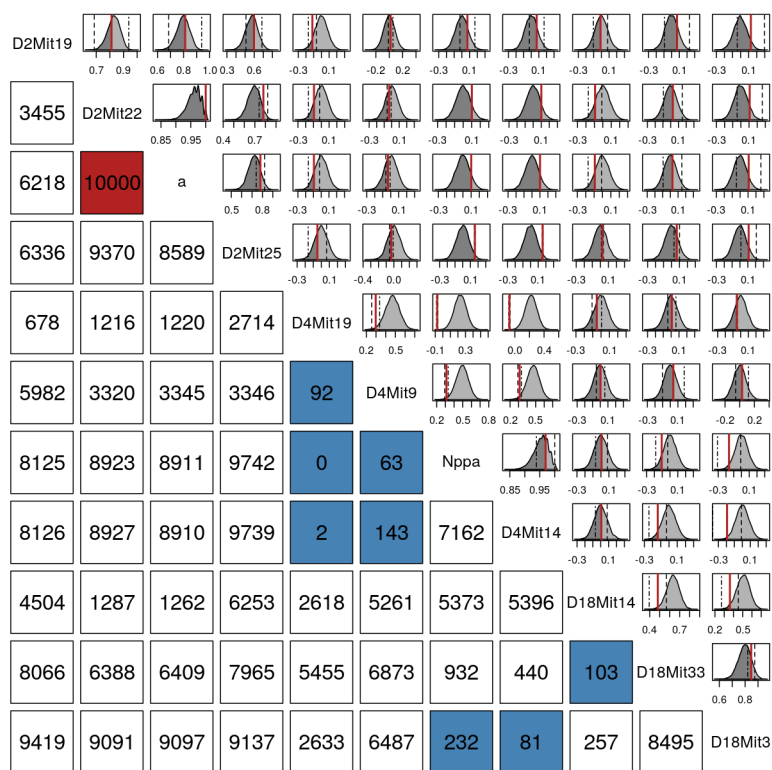 D2Mit19
0.7 0.9 0.6 0.8 1.0 0.3 0.6 -0.3 0.1 -0.2 0.2 -0.3 0.1 -0.3 0.1 -0.3 0.1 -0.3 0.1 -0.3 0.1
3455 D2Mit22
0.85 0.95 0.4 0.7 -0.3 0.1 -0.3 0.1 -0.3 0.1 -0.3 0.1 -0.3 0.1 -0.3 0.1 -0.3 0.1
6218 10000 a
0.5 0.8 -0.3 0.1 -0.3 0.1 -0.3 0.1 -0.3 0.1 -0.3 0.1 -0.3 0.1 -0.3 0.1
6336 9370 8589 D2Mit25
-0.3 0.1 -0.4 0.0 -0.3 0.1 -0.3 0.1 -0.3 0.1 -0.3 0.1 -0.3 0.1
678 1216 1220 2714 D4Mit19
0.2 0.5 -0.1 0.3 0.0 0.4 -0.3 0.1 -0.3 0.1 -0.3 0.1
5982 3320 3345 3346 92 D4Mit9
0.2 0.5 0.8 0.2 0.5 -0.3 0.1 -0.3 0.1 -0.2 0.2
8125 8923 8911 9742 0 63 Nppa
0.85 0.95 -0.3 0.1 -0.3 0.1 -0.3 0.1
8126 8927 8910 9739 2 143 7162 D4Mit14
-0.3 0.1 -0.3 0.1 -0.3 0.1
4504 1287 1262 6253 2618 5261 5373 5396 D18Mit14
0.4 0.7 0.2 0.5
8066 6388 6409 7965 5455 6873 932 440 103 D18Mit33
0.6 0.8
9419 9091 9097 9137 2633 6487 232 81 257 8495 D18Mit3